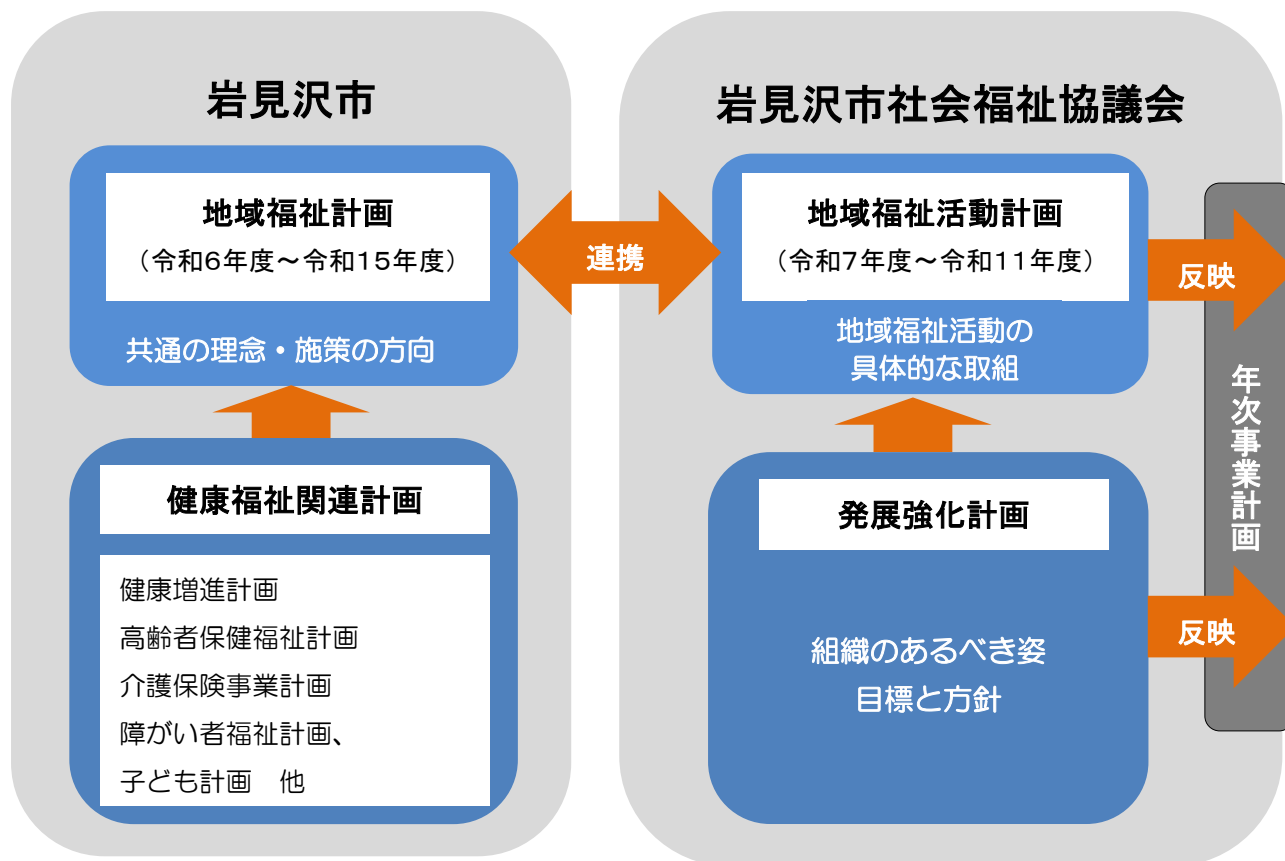 岩見沢市
地域福祉計画
（令和6年度～令和15年度）
共通の理念・施策の方向
健康福祉関連計画
健康増進計画
高齢者保健福祉計画
介護保険事業計画
障がい者福祉計画、
子ども計画　他
連携
岩見沢市社会福祉協議会
地域福祉活動計画
（令和7年度～令和11年度）
地域福祉活動の
具体的な取組
発展強化計画
組織のあるべき姿
目標と方針
反映
反映
年次事業計画